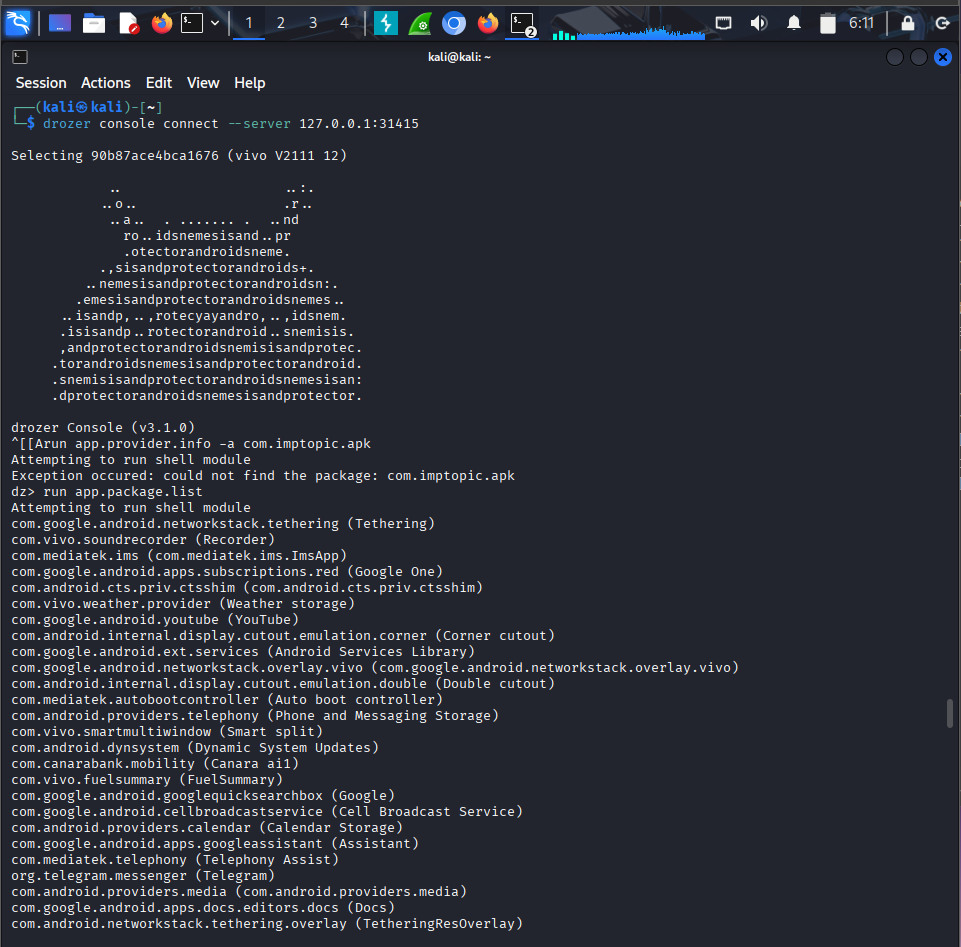 1 2 3 4 2 6:11
kali@kali: ~
Session Actions Edit View Help
┌──(kali㉿kali)-[~]
└─$ drozer console connect --server 127.0.0.1:31415
Selecting 90b87ace4bca1676 (vivo V2111 12)
.. ..:.
..o.. .r..
..a.. . ....... . ..nd
ro..idsnemesisand..pr
.otectorandroidsneme.
.,sisandprotectorandroids+.
..nemesisandprotectorandroidsn:.
.emesisandprotectorandroidsnemes..
..isandp,..,rotecyayandro,..,idsnem.
.isisandp..rotectorandroid..snemisis.
,andprotectorandroidsnemisisandprotec.
.torandroidsnemesisandprotectorandroid.
.snemisisandprotectorandroidsnemesisan:
.dprotectorandroidsnemesisandprotector.
drozer Console (v3.1.0)
^[[Arun app.provider.info -a com.imptopic.apk
Attempting to run shell module
Exception occured: could not find the package: com.imptopic.apk
dz> run app.package.list
Attempting to run shell module
com.google.android.networkstack.tethering (Tethering)
com.vivo.soundrecorder (Recorder)
com.mediatek.ims (com.mediatek.ims.ImsApp)
com.google.android.apps.subscriptions.red (Google One)
com.android.cts.priv.ctsshim (com.android.cts.priv.ctsshim)
com.vivo.weather.provider (Weather storage)
com.google.android.youtube (YouTube)
com.android.internal.display.cutout.emulation.corner (Corner cutout)
com.google.android.ext.services (Android Services Library)
com.google.android.networkstack.overlay.vivo (com.google.android.networkstack.overlay.vivo)
com.android.internal.display.cutout.emulation.double (Double cutout)
com.mediatek.autobootcontroller (Auto boot controller)
com.android.providers.telephony (Phone and Messaging Storage)
com.vivo.smartmultiwindow (Smart split)
com.android.dynsystem (Dynamic System Updates)
com.canarabank.mobility (Canara ai1)
com.vivo.fuelsummary (FuelSummary)
com.google.android.googlequicksearchbox (Google)
com.google.android.cellbroadcastservice (Cell Broadcast Service)
com.android.providers.calendar (Calendar Storage)
com.google.android.apps.googleassistant (Assistant)
com.mediatek.telephony (Telephony Assist)
org.telegram.messenger (Telegram)
com.android.providers.media (com.android.providers.media)
com.google.android.apps.docs.editors.docs (Docs)
com.android.networkstack.tethering.overlay (TetheringResOverlay)